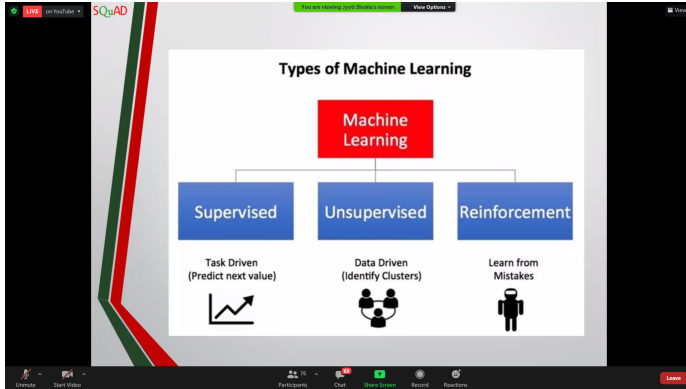 LIVE on YouTube
SQuAD
You are viewing Jyoti Shukla's screen View Options
View
Types of Machine Learning
Machine
Learning
Supervised
Unsupervised
Reinforcement
Task Driven
(Predict next value)
Data Driven
(Identify Clusters)
Learn from
Mistakes
Unmute
Start Video
76
Participants
69
Chat
Share Screen
Record
Reactions
Leave